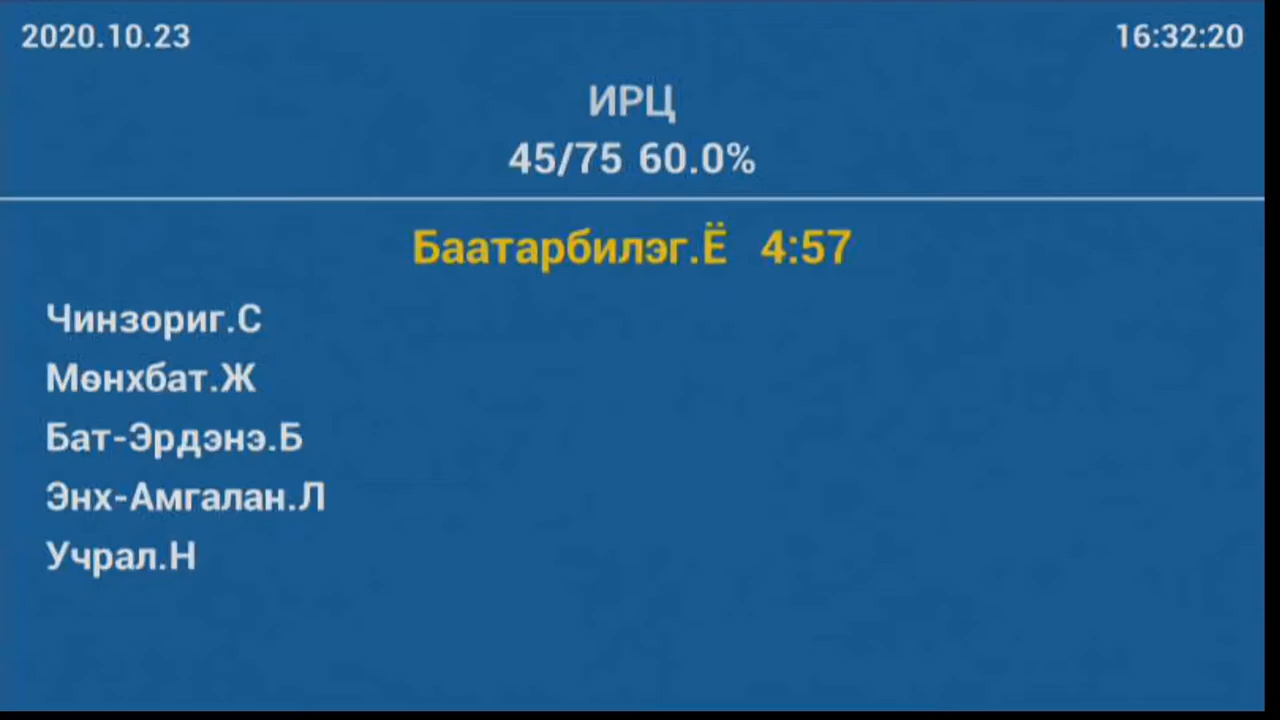 2020.10.23 16:32:20
ИРЦ
45/75 60.0%
Баатарбилэг.Ё 4:57
Чинзориг.С
Мөнхбат.Ж
Бат-Эрдэнэ.Б
Энх-Амгалан.Л
Учрал.Н